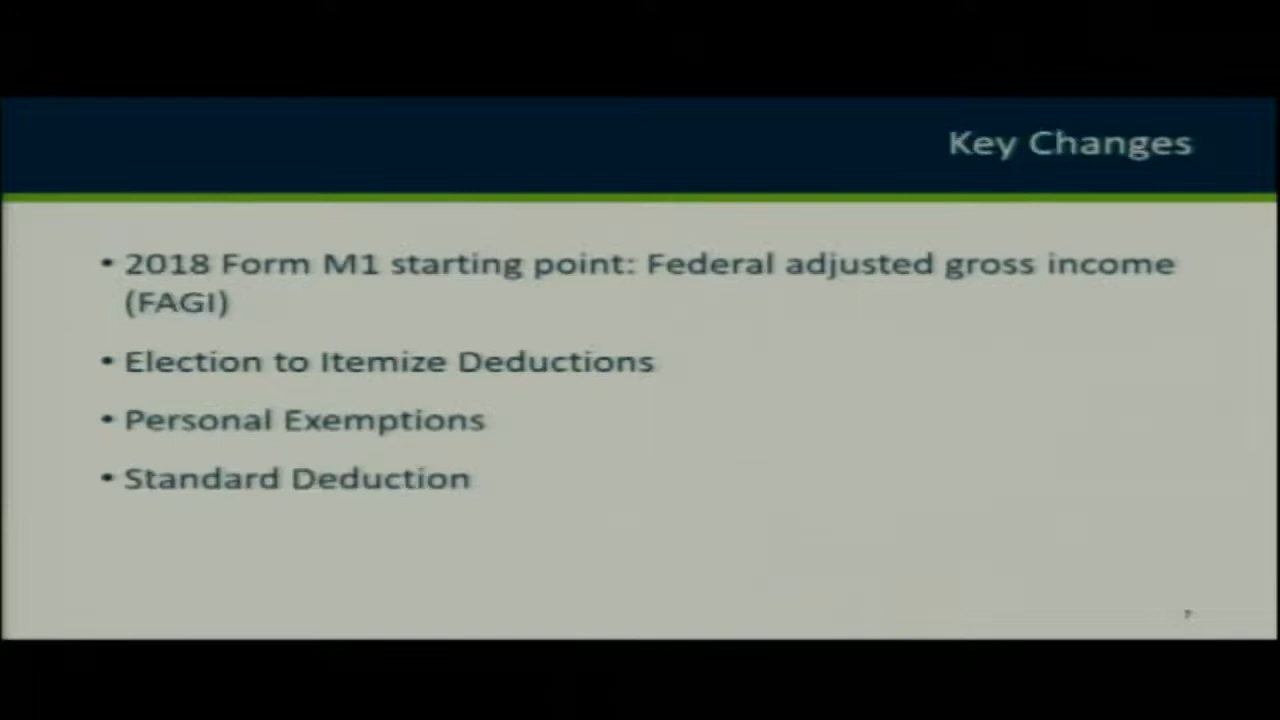 Key Changes
• 2018 Form M1 starting point: Federal adjusted gross income
(FAGI)
• Election to Itemize Deductions
• Personal Exemptions
• Standard Deduction